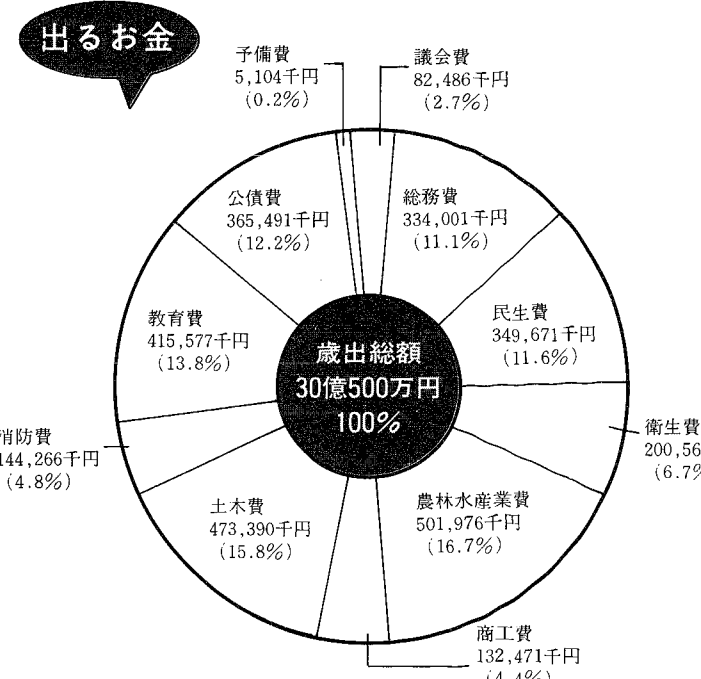 出るお金
予備費
5,104千円
(0.2%)
議会費
82,486千円
(2.7%)
総務費
334,001千円
(11.1%)
民生費
349,671千円
(11.6%)
衛生費
200,56
(6.7%
農林水産業費
501,976千円
(16.7%)
商工費
132,471千円
(4.4%)
土木費
473,390千円
(15.8%)
消防費
144,266千円
(4.8%)
教育費
415,577千円
(13.8%)
公債費
365,491千円
(12.2%)
歳出総額
30億500万円
100%